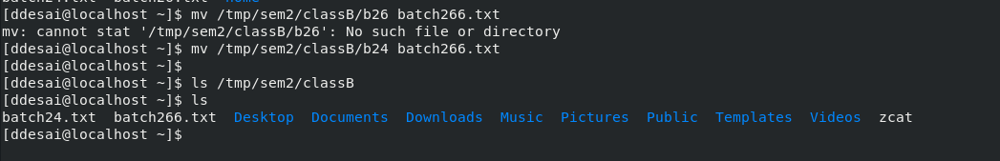 [ddesai@localhost ~]$ mv /tmp/sem2/classB/b26 batch266.txt
mv: cannot stat '/tmp/sem2/classB/b26': No such file or directory
[ddesai@localhost ~]$ mv /tmp/sem2/classB/b24 batch266.txt
[ddesai@localhost ~]$
[ddesai@localhost ~]$ ls /tmp/sem2/classB
[ddesai@localhost ~]$ ls
batch24.txt  batch266.txt  Desktop  Documents  Downloads  Music  Pictures  Public  Templates  Videos  zcat
[ddesai@localhost ~]$